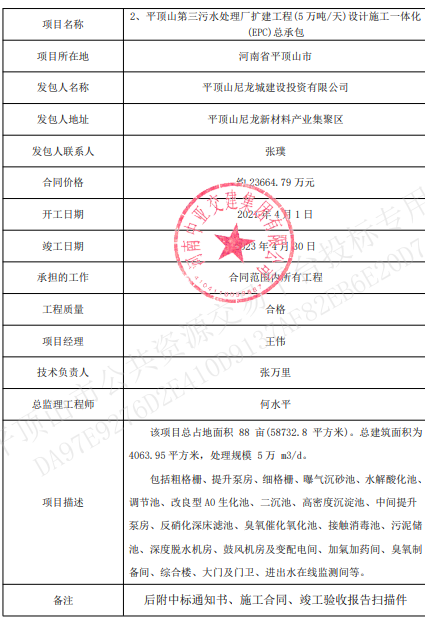 项目名称
2、平顶山第三污水处理厂扩建工程(5万吨/天)设计施工一体化
(EPC)总承包
项目所在地
河南省平顶山市
发包人名称
平顶山尼龙城建设投资有限公司
发包人地址
平顶山尼龙新材料产业集聚区
发包人联系人
张璞
合同价格
约 23664.79 万元
开工日期
2021 年 4 月 1 日
竣工日期
2023 年 4 月 30 日
承担的工作
合同范围内所有工程
工程质量
合格
项目经理
王伟
技术负责人
张万里
总监理工程师
何水平
项目描述
该项目总占地面积 88 亩(58732.8 平方米)。总建筑面积为
4063.95 平方米，处理规模 5 万 m3/d。
包括粗格栅、提升泵房、细格栅、曝气沉砂池、水解酸化池、
调节池、改良型 AO 生化池、二沉池、高密度沉淀池、中间提升
泵房、反硝化深床滤池、臭氧催化氧化池、接触消毒池、污泥储
池、深度脱水机房、鼓风机房及变配电间、加氯加药间、臭氧制
备间、综合楼、大门及门卫、进出水在线监测间等。
备注
后附中标通知书、施工合同、竣工验收报告扫描件
河南中亚交建集团有限公司